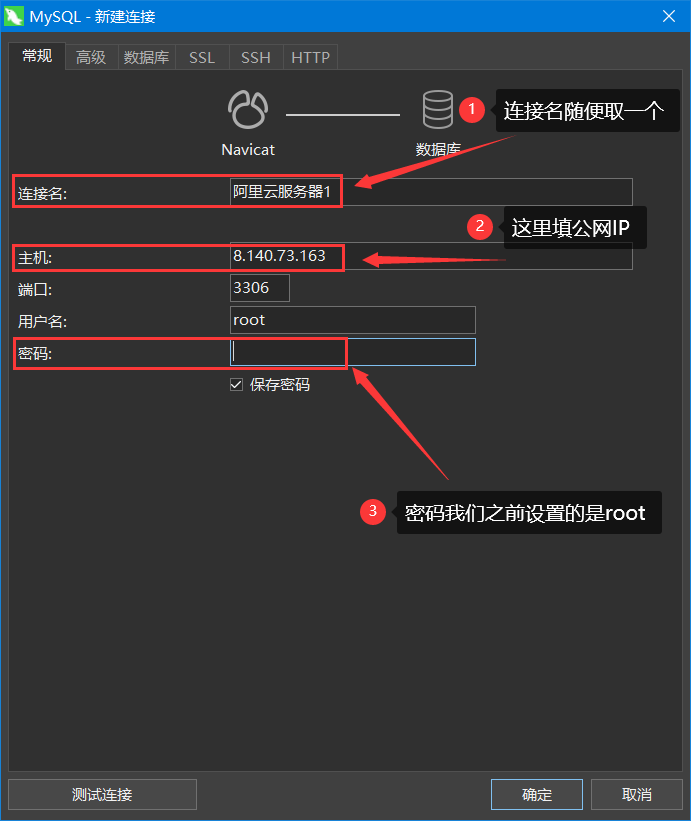 MySQL - 新建连接
常规 高级 数据库 SSL SSH HTTP
1 连接名随便取一个
Navicat 数据库
连接名: 阿里云服务器1
2 这里填公网IP
主机: 8.140.73.163
端口: 3306
用户名: root
密码:
保存密码
3 密码我们之前设置的是root
测试连接 确定 取消